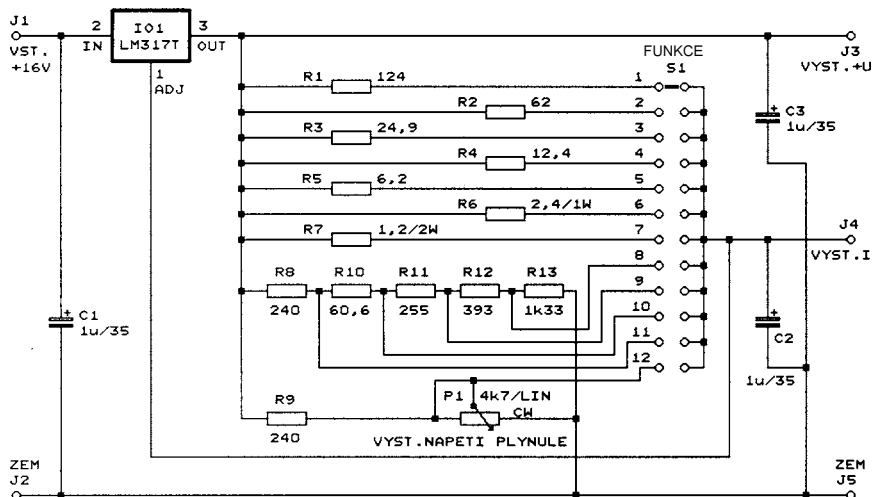 J1
VST.
+16V
2
IN
IO1
LM317T
3
OUT
1
ADJ
J3
VYST.+U
FUNKCE
S1
R1 124 1
R2 62 2
R3 24,9 3
R4 12,4 4
R5 6,2 5
R6 2,4/1W 6
R7 1,2/2W 7
8
9
10
11
12
R8 R10 R11 R12 R13
240 60,6 255 393 1k33
C3
1u/35
J4
VYST.I
C1
1u/35
C2
1u/35
P1 4k7/LIN
CW
R9
240
VYST.NAPETI PLYNULE
ZEM
J2
ZEM
J5